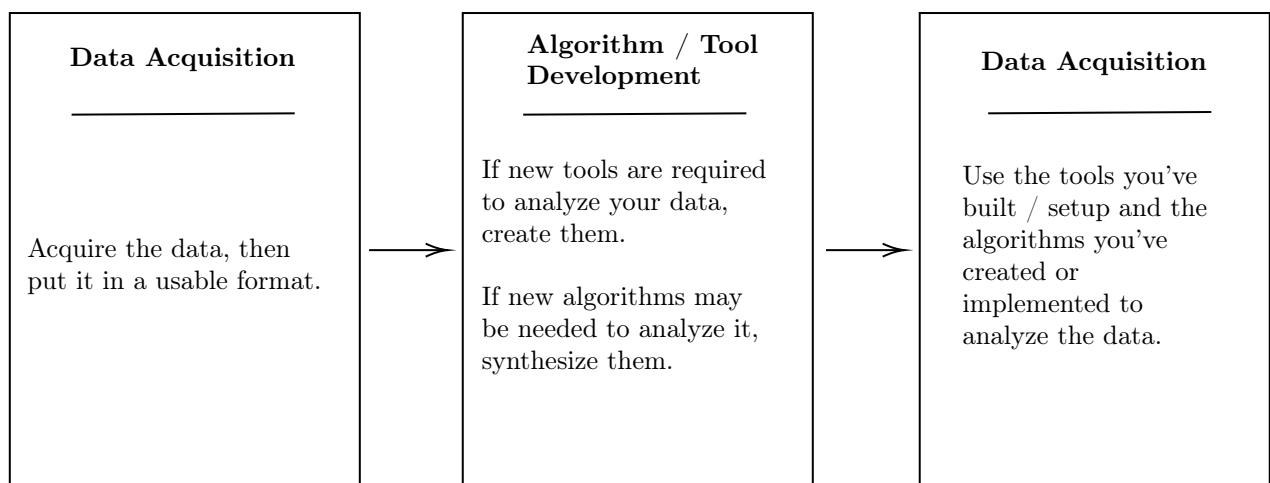 Data Acquisition
Acquire the data, then
put it in a usable format.
Algorithm / Tool
Development
If new tools are required
to analyze your data,
create them.
If new algorithms may
be needed to analyze it,
synthesize them.
Data Acquisition
Use the tools you've
built / setup and the
algorithms you've
created or
implemented to
analyze the data.